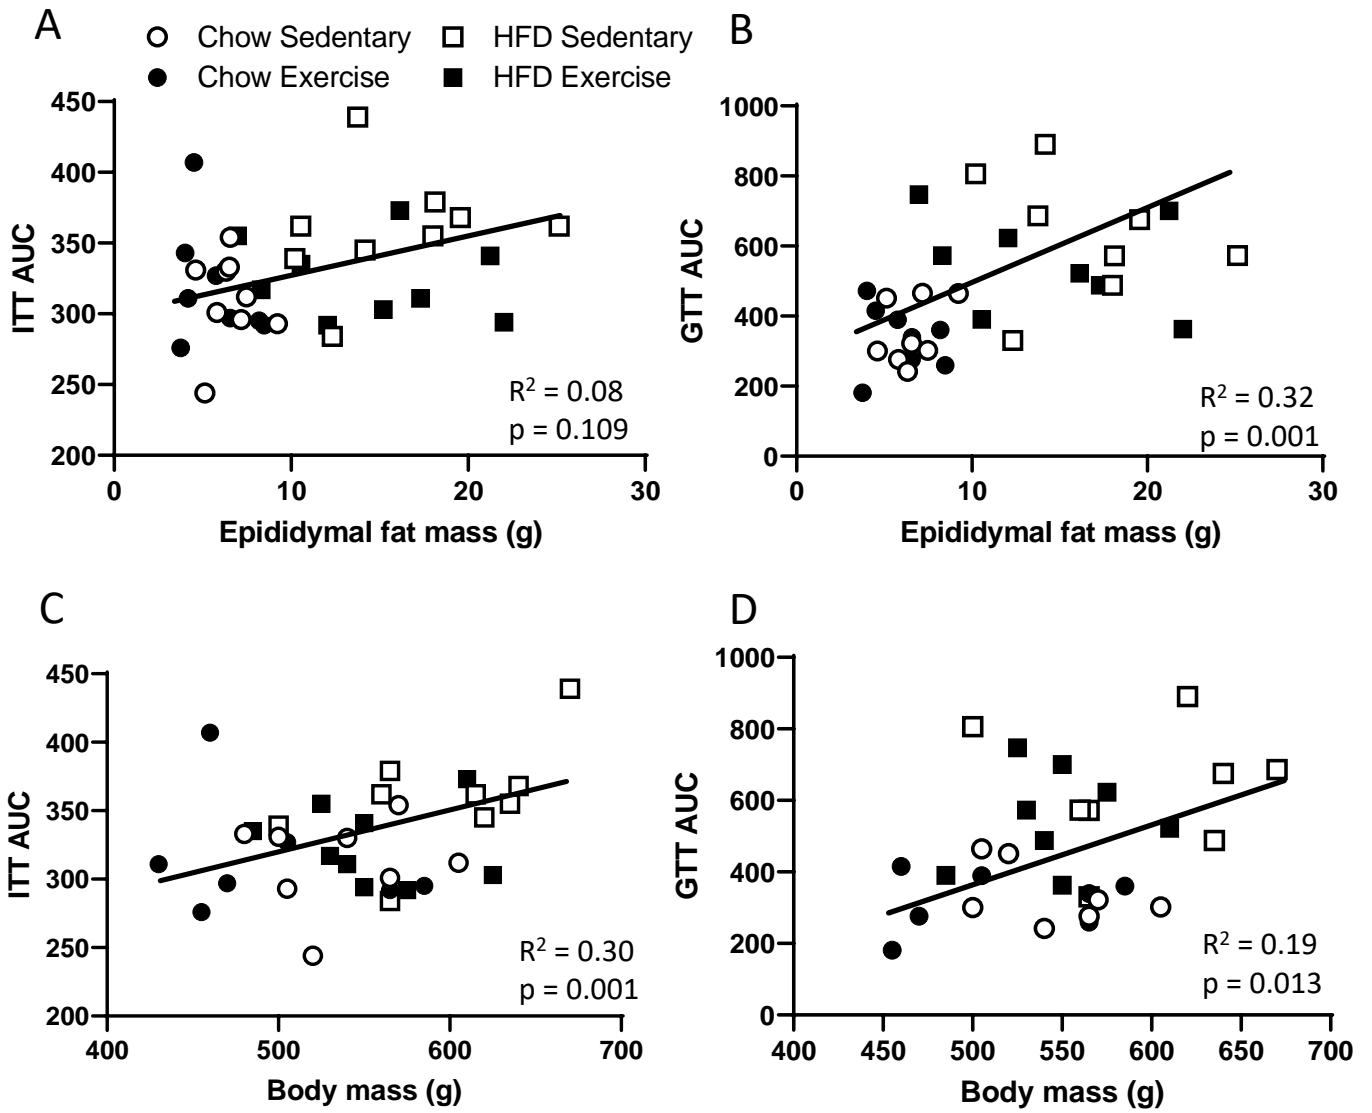 A
Chow Sedentary
HFD Sedentary
Chow Exercise
HFD Exercise
450
400
350
300
250
200
ITT AUC
R² = 0.08
p = 0.109
0
10
20
30
Epididymal fat mass (g)
B
1000
800
600
400
200
0
GTT AUC
R² = 0.32
p = 0.001
0
10
20
30
Epididymal fat mass (g)
C
450
400
350
300
250
200
ITT AUC
R² = 0.30
p = 0.001
400
500
600
700
Body mass (g)
D
1000
800
600
400
200
0
GTT AUC
R² = 0.19
p = 0.013
400
450
500
550
600
650
700
Body mass (g)